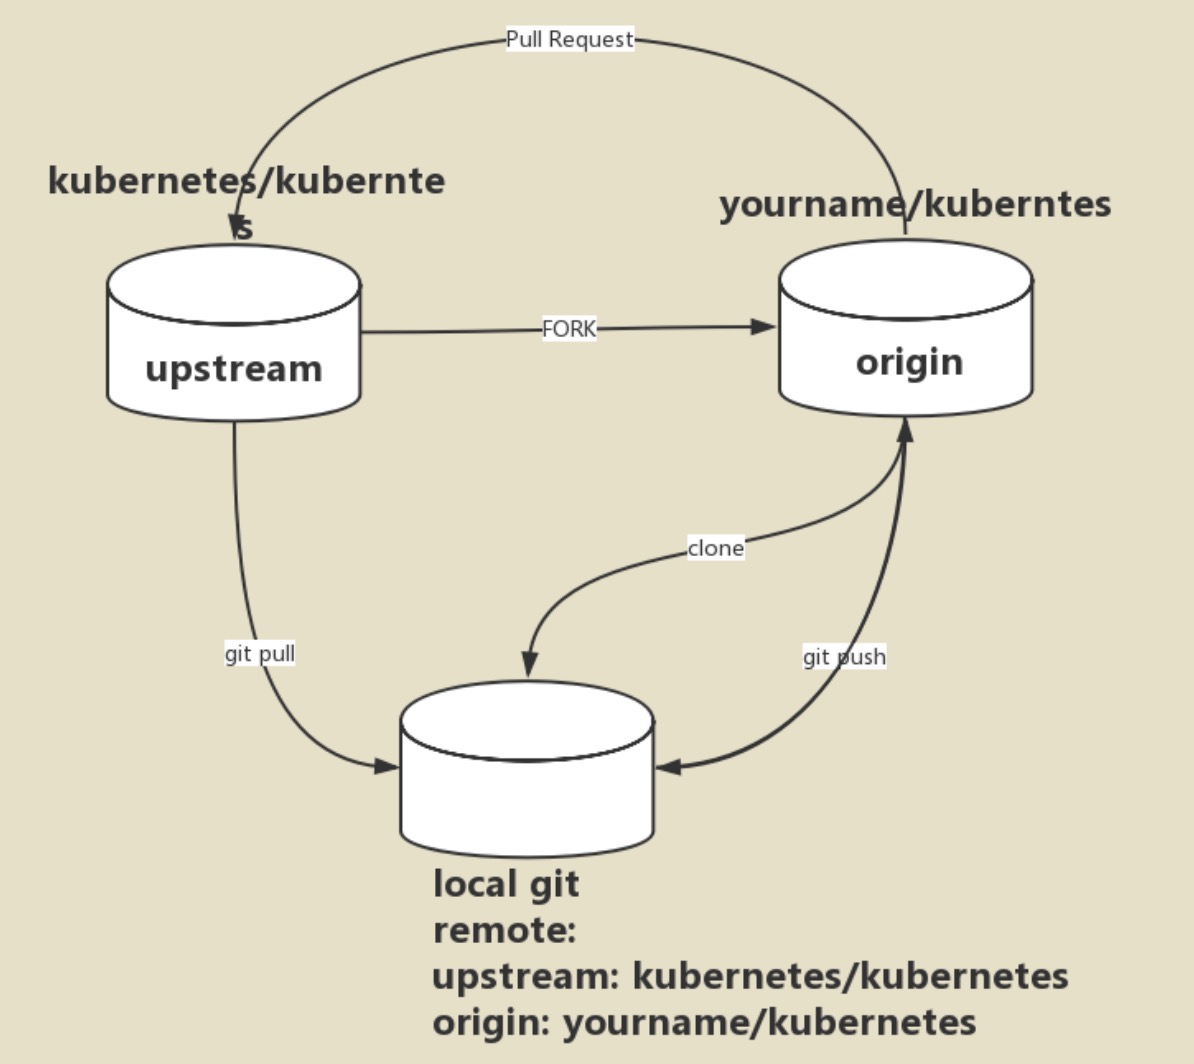 Pull Request
kubernetes/kubernte
s
yourname/kuberntes
FORK
upstream
origin
clone
git pull
git push
local git
remote:
upstream: kubernetes/kubernetes
origin: yourname/kubernetes